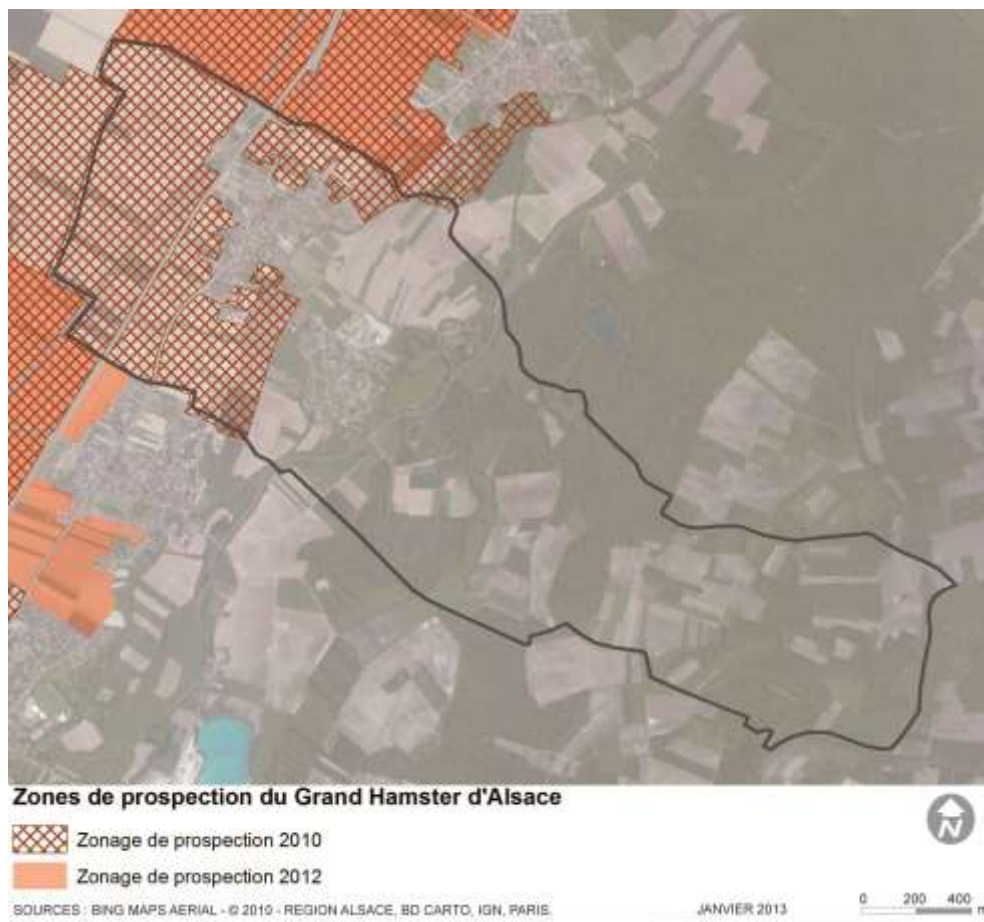 Zones de prospection du Grand Hamster d'Alsace
Zonage de prospection 2010
Zonage de prospection 2012
N
SOURCES : BING MAPS AERIAL - © 2010 - REGION ALSACE, BD CARTO, IGN, PARIS.
JANVIER 2013
0 200 400
m